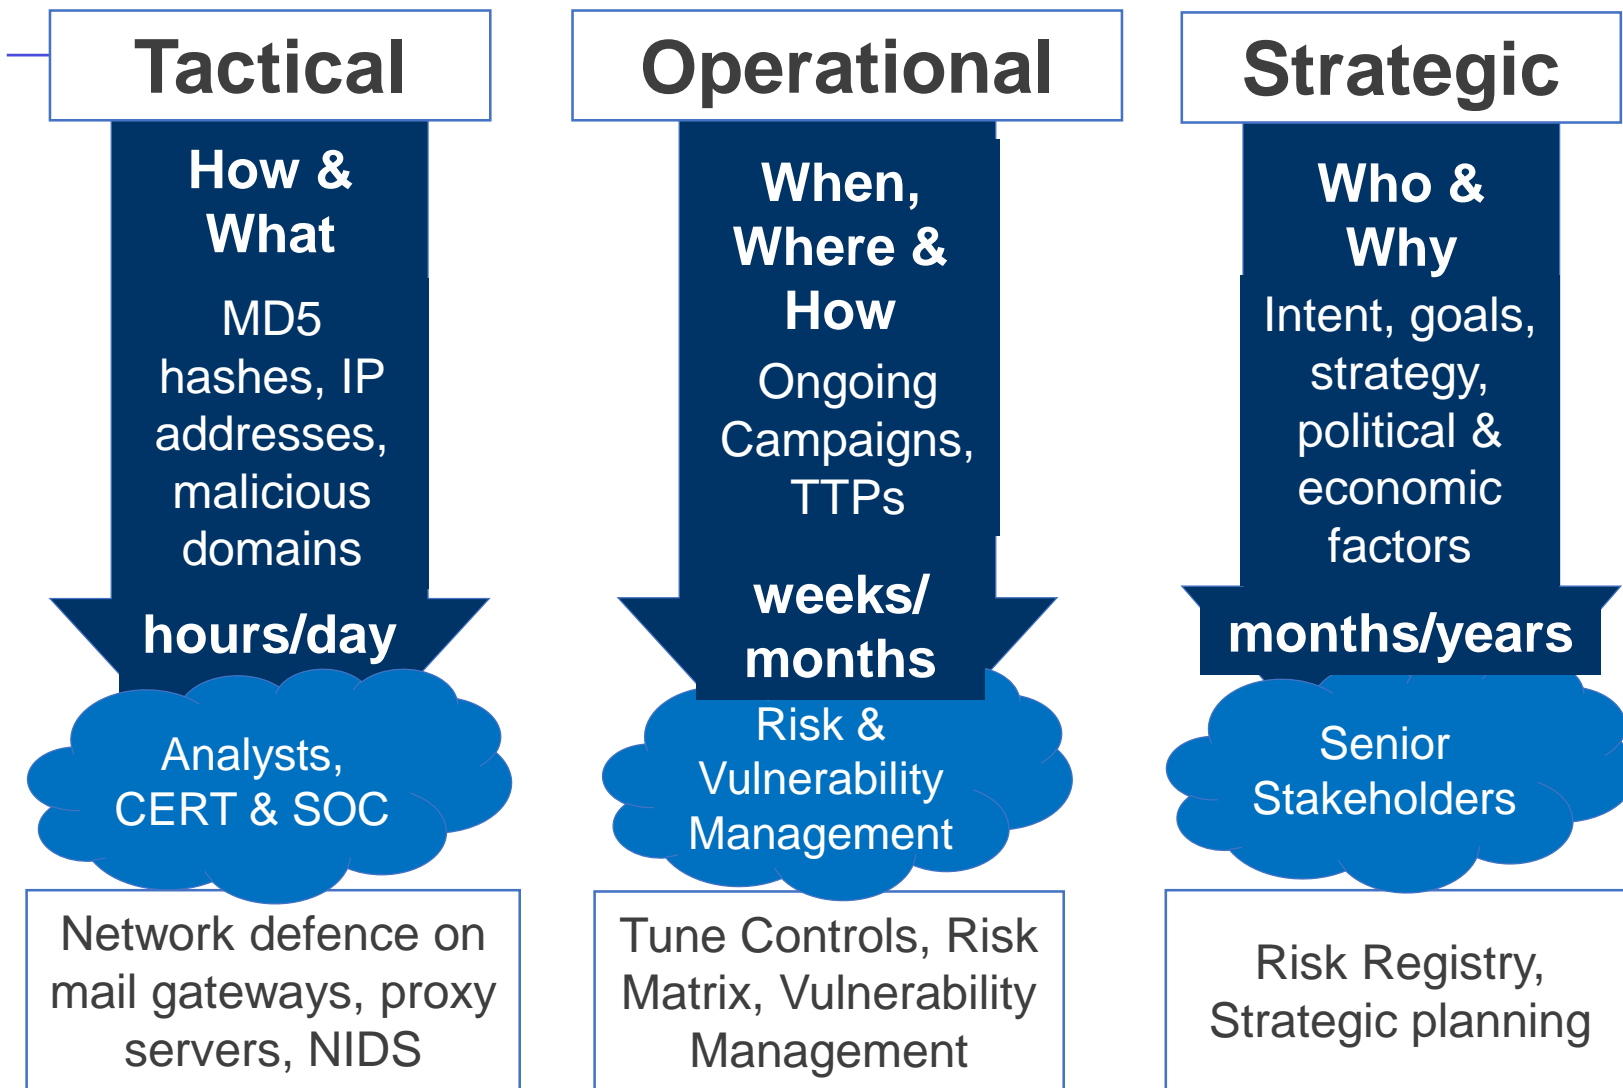 Tactical
How &
What
MD5
hashes, IP
addresses,
malicious
domains
hours/day
Analysts,
CERT & SOC
Network defence on
mail gateways, proxy
servers, NIDS
Operational
When,
Where &
How
Ongoing
Campaigns,
TTPs
weeks/
months
Risk &
Vulnerability
Management
Tune Controls, Risk
Matrix, Vulnerability
Management
Strategic
Who &
Why
Intent, goals,
strategy,
political &
economic
factors
months/years
Senior
Stakeholders
Risk Registry,
Strategic planning